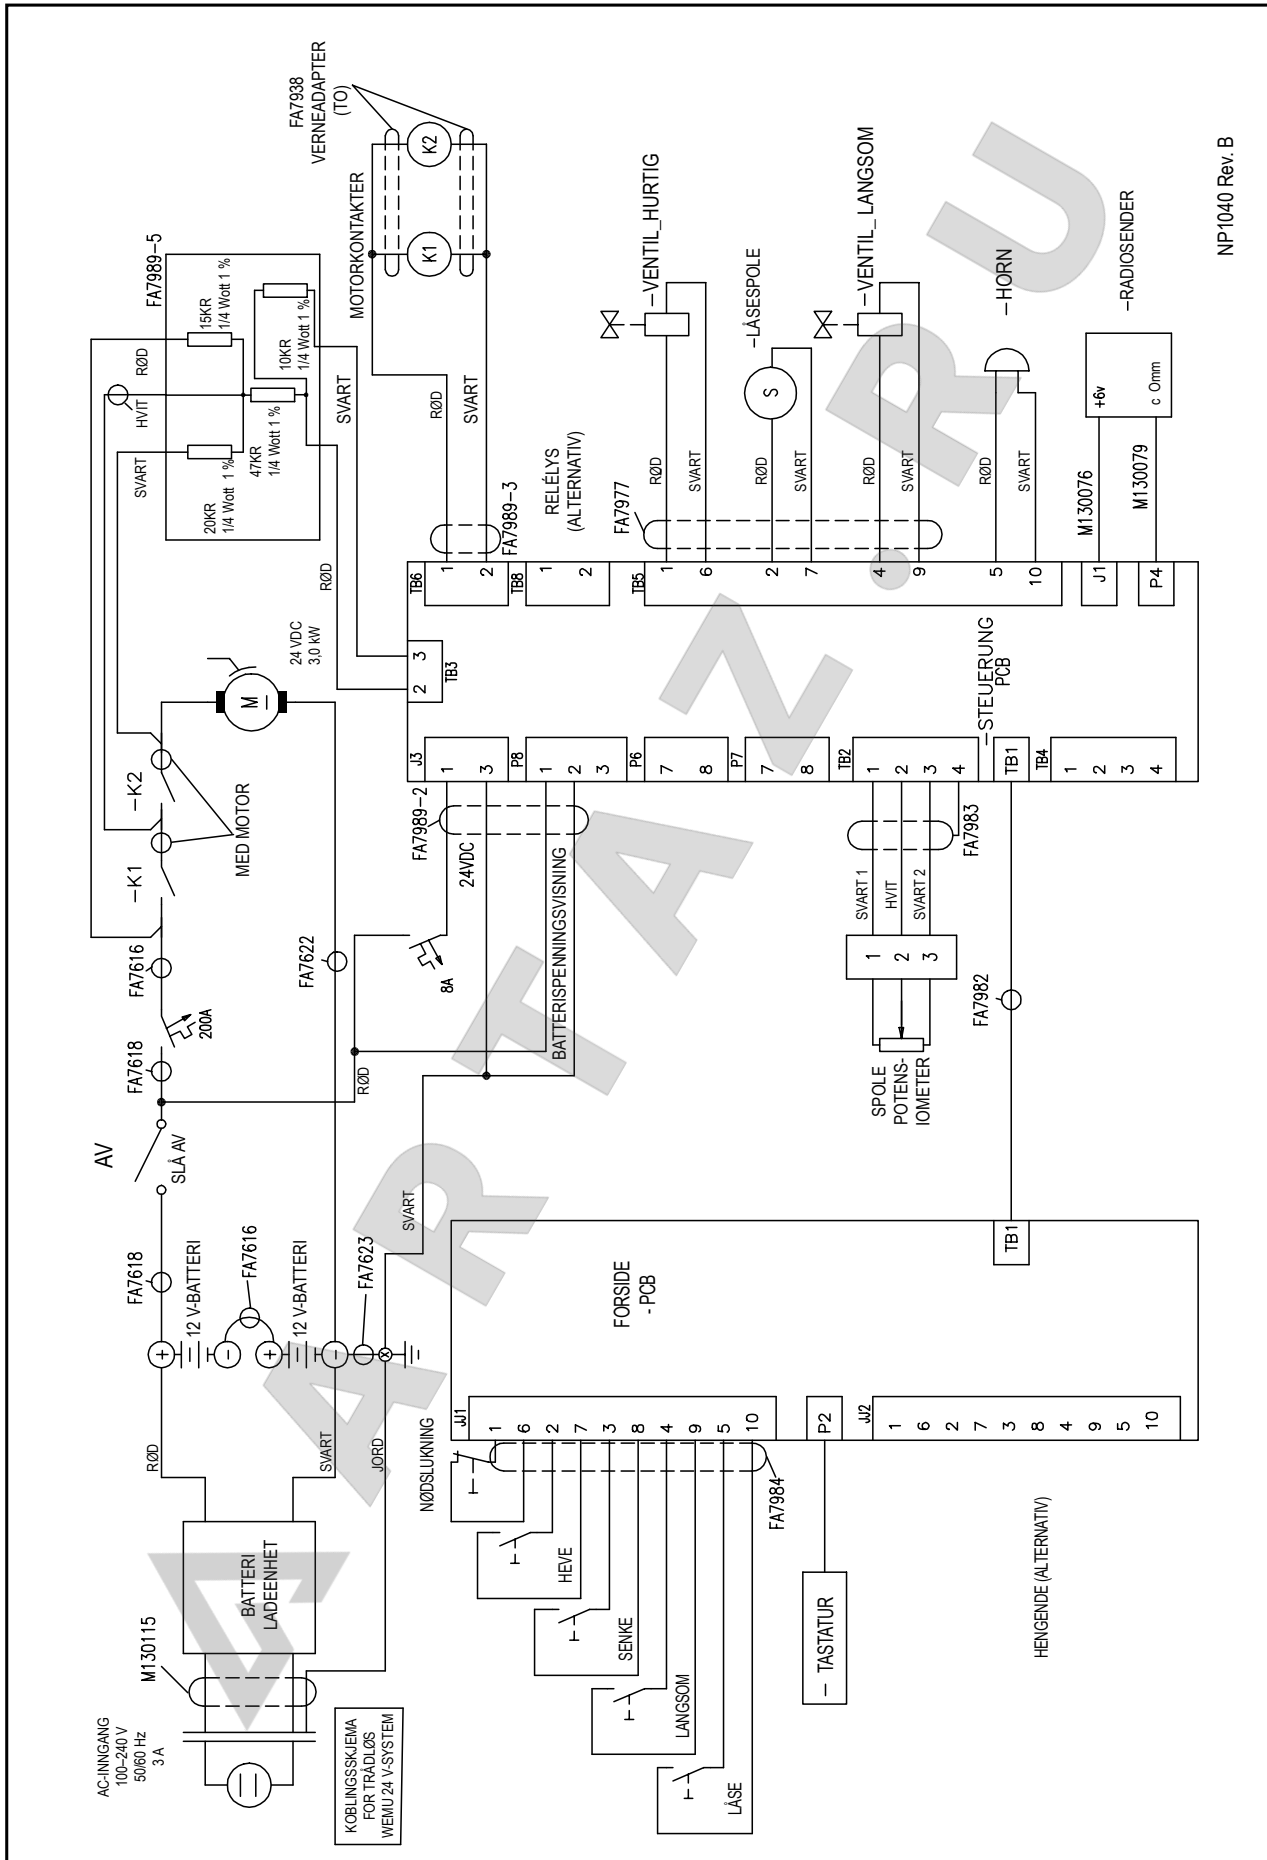 AC-INNGANG
100–240 V
50/60 Hz
3 A
M130115
BATTERI
LADEENHET
KOBLINGSSKJEMA
FOR TRÅDLØS
WEMU 24 V-SYSTEM
RØD
SVART
JORD
FA7618
12 V-BATTERI
FA7616
12 V-BATTERI
FA7623
+
-
+
-
AV
SLÅ AV
FA7618
200A
FA7616
–K1
–K2
MED MOTOR
FA7622
RØD
8A
SVART
M
24 VDC
3,0 kW
SVART
HVIT
RØD
FA7989-5
20KR
1/4 Watt 1 %
47KR
1/4 Wott 1 %
15KR
1/4 Watt 1 %
10KR
1/4 Watt 1 %
RØD
SVART
FA7938
VERNEADAPTER
(TO)
MOTORKONTAKTER
K1
K2
RØD
SVART
FA7989-3
RELÉLYS
(ALTERNATIV)
FA7977
RØD
SVART
–VENTIL_HURTIG
RØD
SVART
S
–LÅSESPOLE
RØD
SVART
–VENTIL_LANGSOM
RØD
SVART
–HORN
M130076
M130079
+6v
c Omm
–RADIOSENDER
NP1040 Rev. B
TB6
1
2
TB8
1
2
TB5
1
6
2
7
4
9
5
10
J1
P4
TB3
2
3
–STEUERUNG
PCB
J3
1
3
P8
1
2
3
P6
7
8
P7
7
8
TB2
1
2
3
4
TB1
TB4
1
2
3
4
FA7989-2
24VDC
BATTERISPENNINGSVISNING
FA7983
SVART 1
HVIT
SVART 2
1
2
3
SPOLE
POTENS-
IOMETER
FA7982
FORSIDE
- PCB
TB1
JJ1
1
6
2
7
3
8
4
9
5
10
P2
JJ2
1
6
2
7
3
8
4
9
5
10
NØDSLUKNING
HEVE
SENKE
LANGSOM
LÅSE
FA7984
– TASTATUR
HENGENDE (ALTERNATIV)
ARTAZ.RU